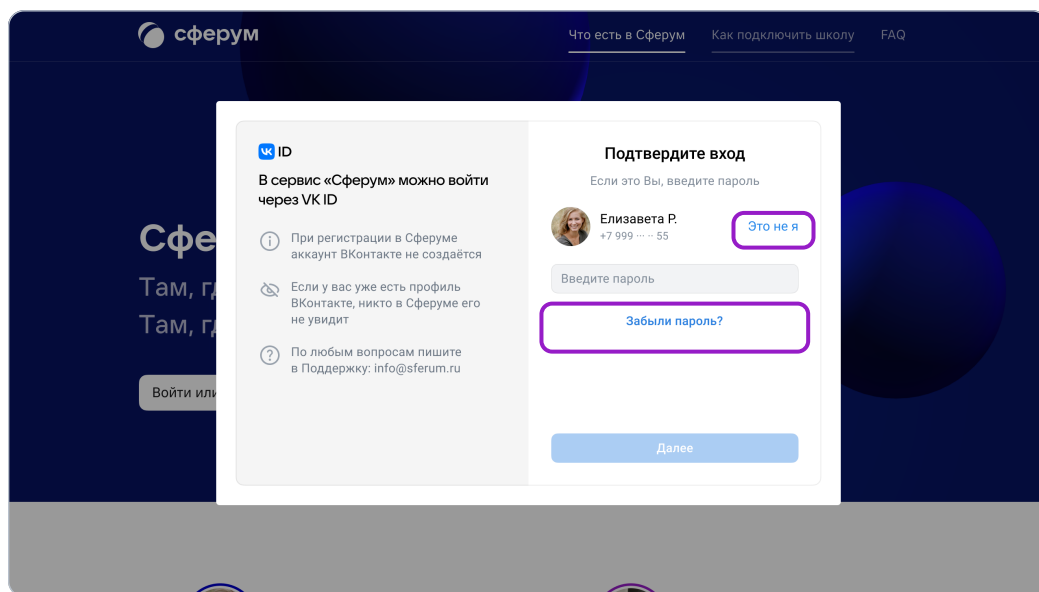 сферум
Что есть в Сферум
Как подключить школу
FAQ
VK ID
В сервис «Сферум» можно войти
через VK ID
При регистрации в Сферуме
аккаунт ВКонтакте не создаётся
Если у вас уже есть профиль
ВКонтакте, никто в Сферуме его
не увидит
По любым вопросам пишите
в Поддержку: info@sferum.ru
Подтвердите вход
Если это Вы, введите пароль
Елизавета Р.
+7 999 ··· ·· 55
Это не я
Введите пароль
Забыли пароль?
Далее
Сфе
Там, г
Там, г
Войти или